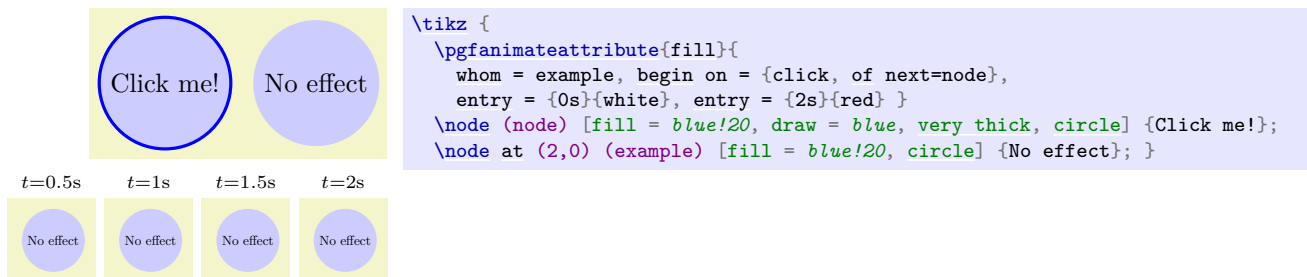 Click me! No effect
t=0.5s t=1s t=1.5s t=2s
No effect No effect No effect No effect
\tikz {
  \pgfanimateattribute{fill}{
    whom = example, begin on = {click, of next=node},
    entry = {0s}{white}, entry = {2s}{red} }
  \node (node) [fill = blue!20, draw = blue, very thick, circle] {Click me!};
  \node at (2,0) (example) [fill = blue!20, circle] {No effect}; }